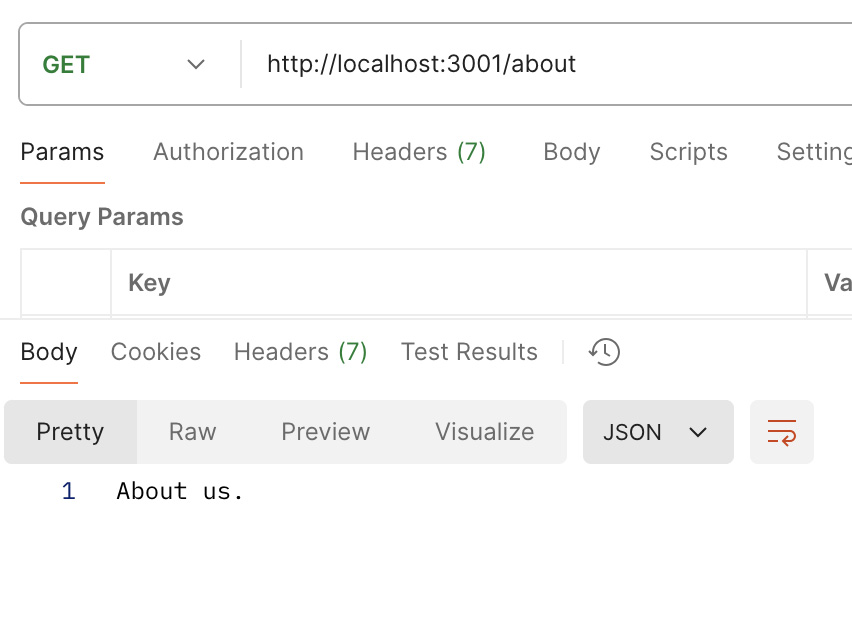 GET http://localhost:3001/about
Params Authorization Headers (7) Body Scripts Setting
Query Params
Key Va
Body Cookies Headers (7) Test Results
Pretty Raw Preview Visualize JSON
1 About us.